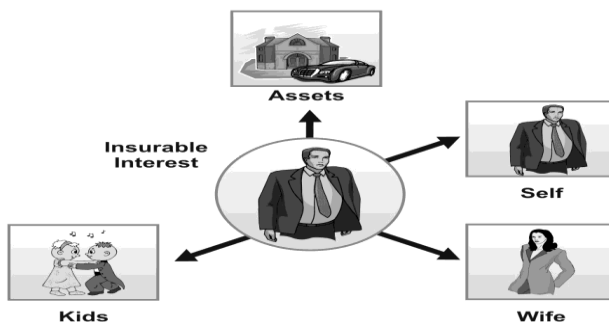 Assets
Insurable
Interest
Self
Kids
Wife